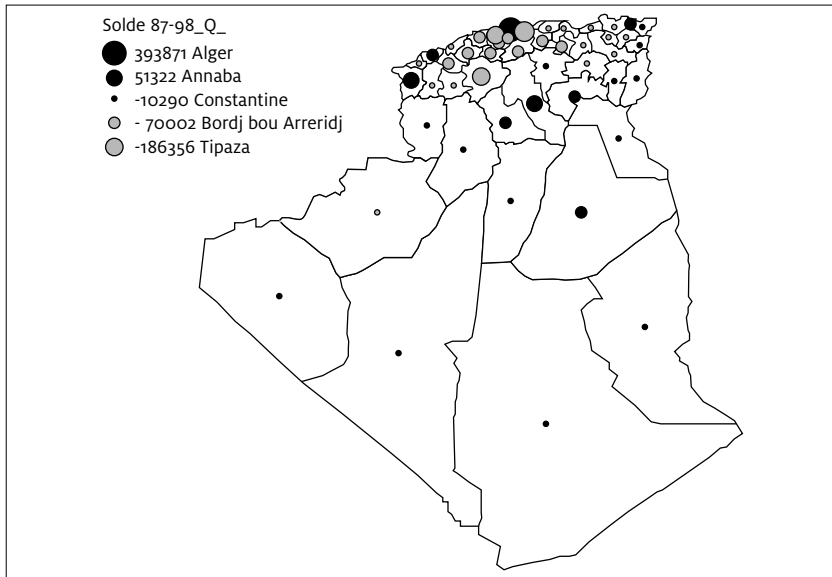 Solde 87-98_Q_
393871 Alger
51322 Annaba
-10290 Constantine
- 70002 Bordj bou Arreridj
-186356 Tipaza